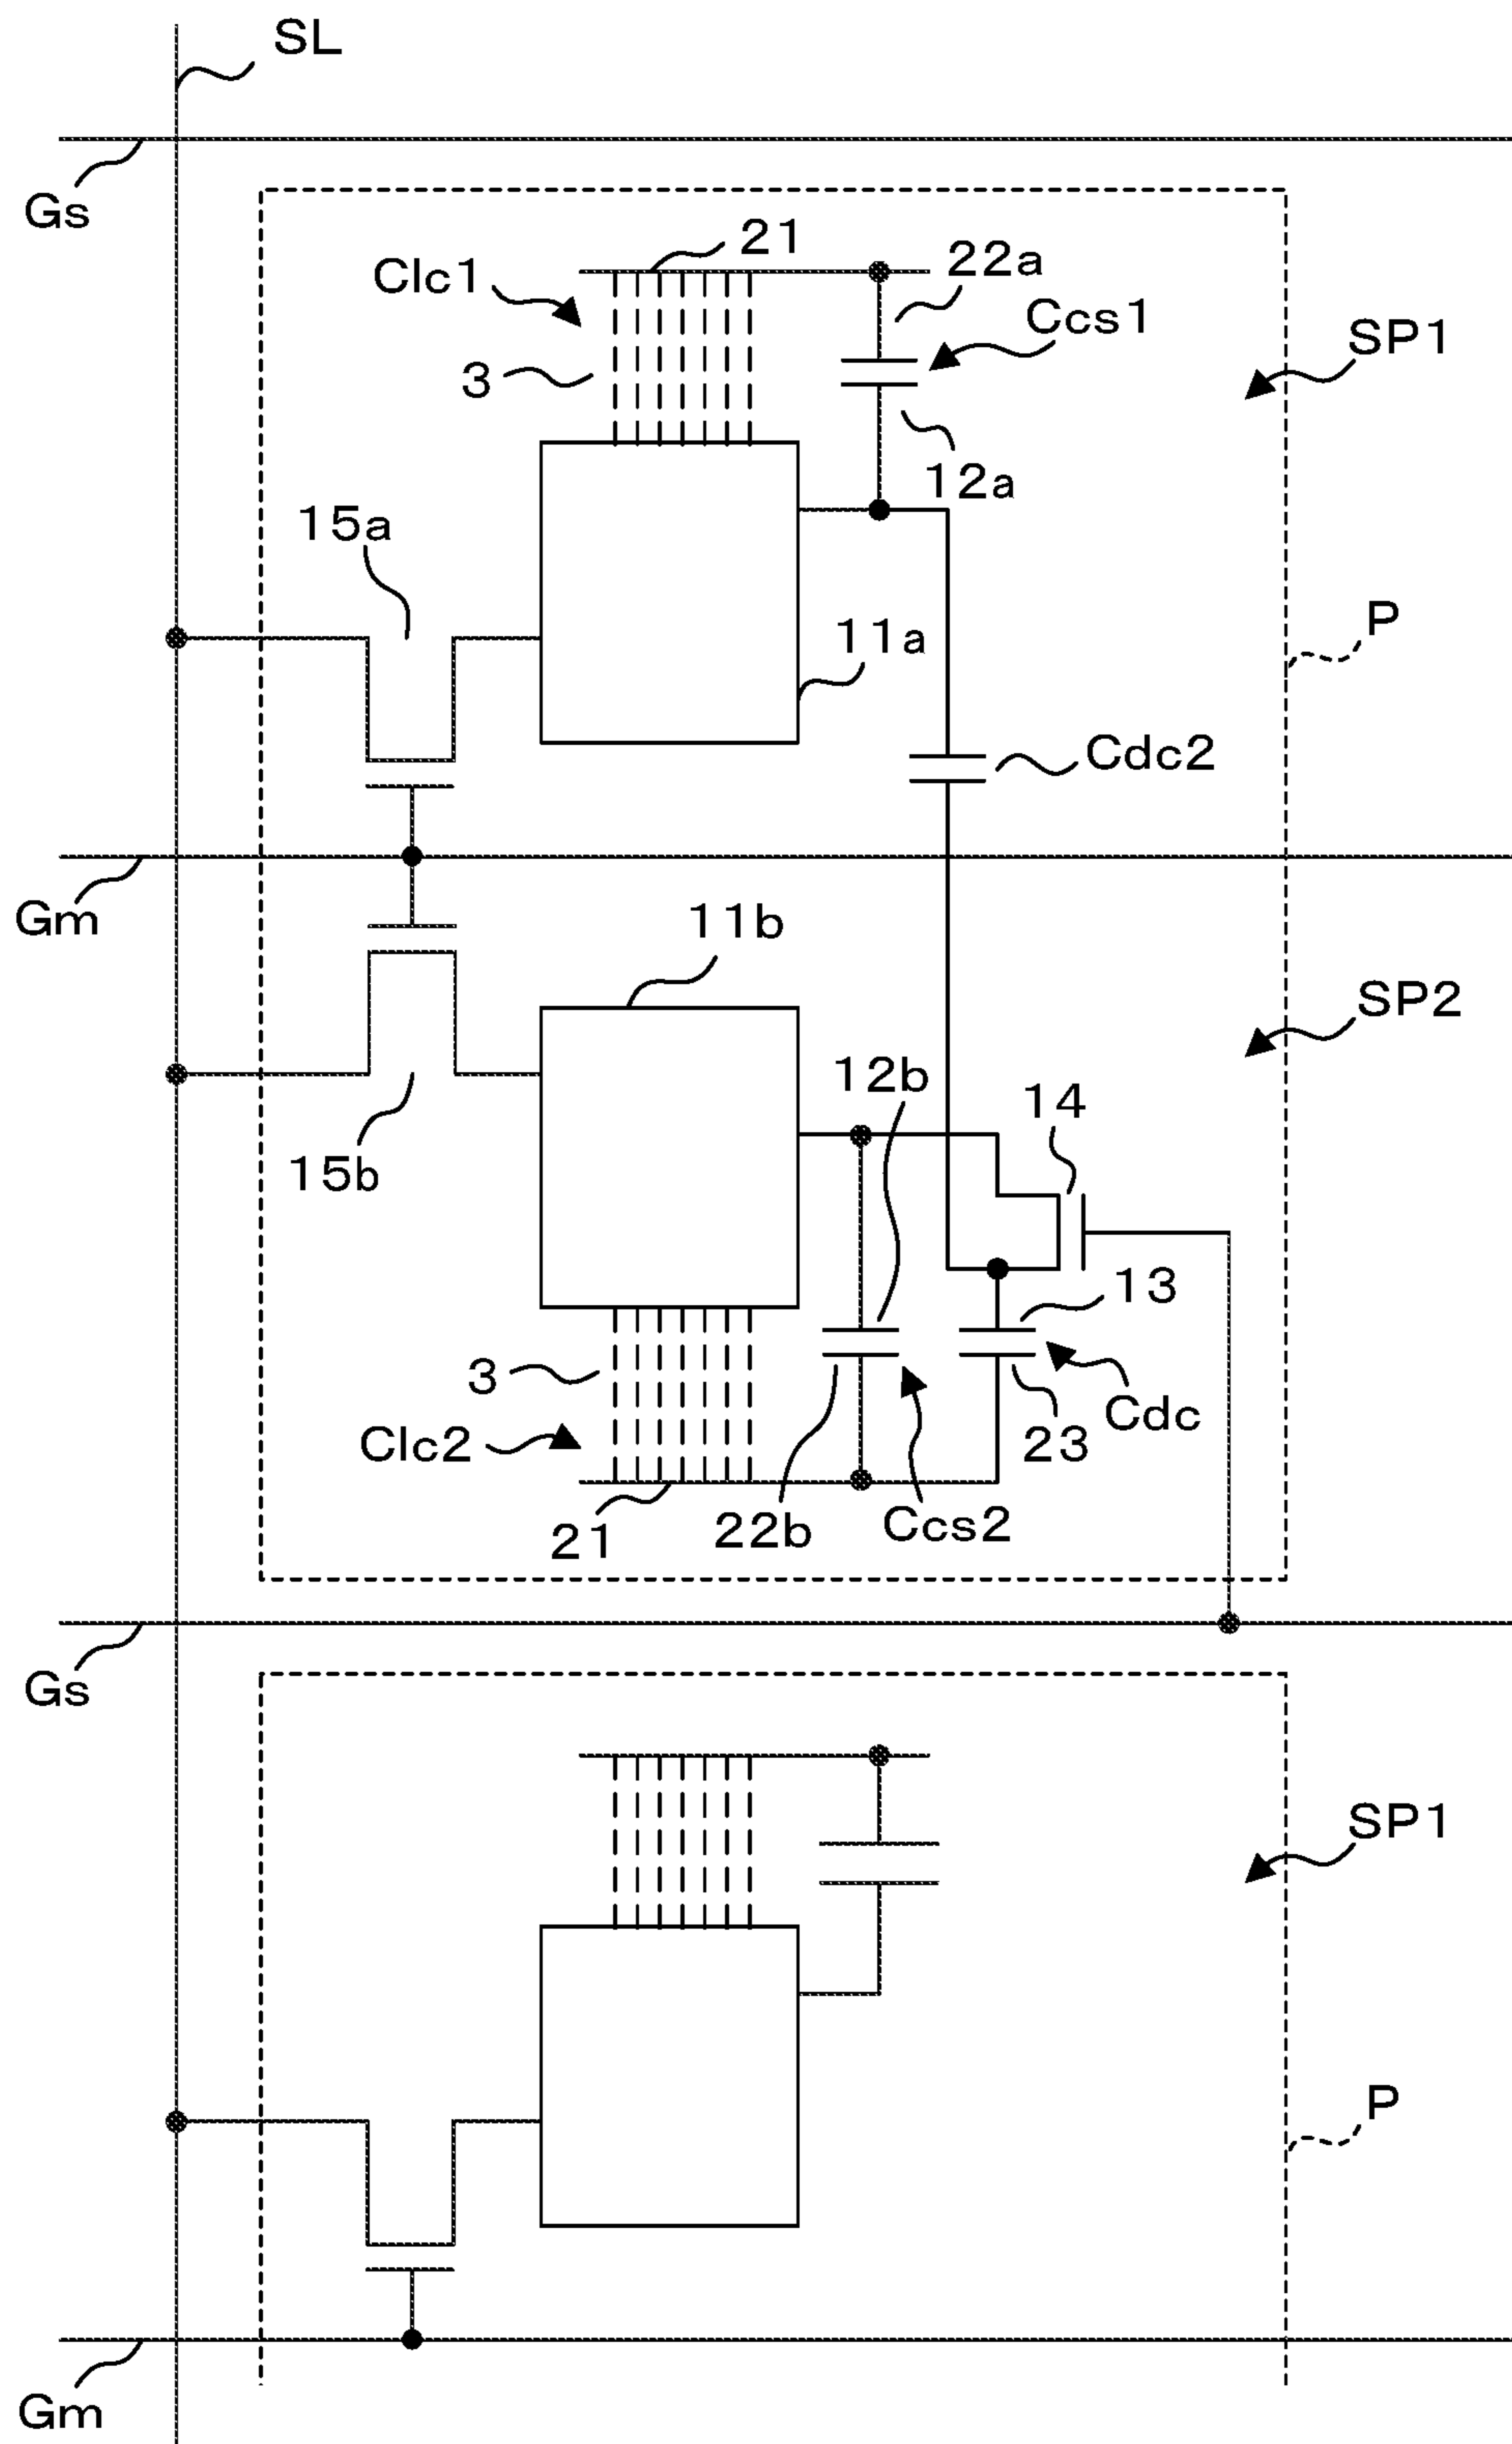 SL
Gs
21
22a
Clc1
Ccs1
SP1
3
12a
15a
P
11a
Cdc2
Gm
11b
SP2
12b
14
15b
13
3
Cdc
Clc2
23
21
22b
Ccs2
Gs
SP1
P
Gm